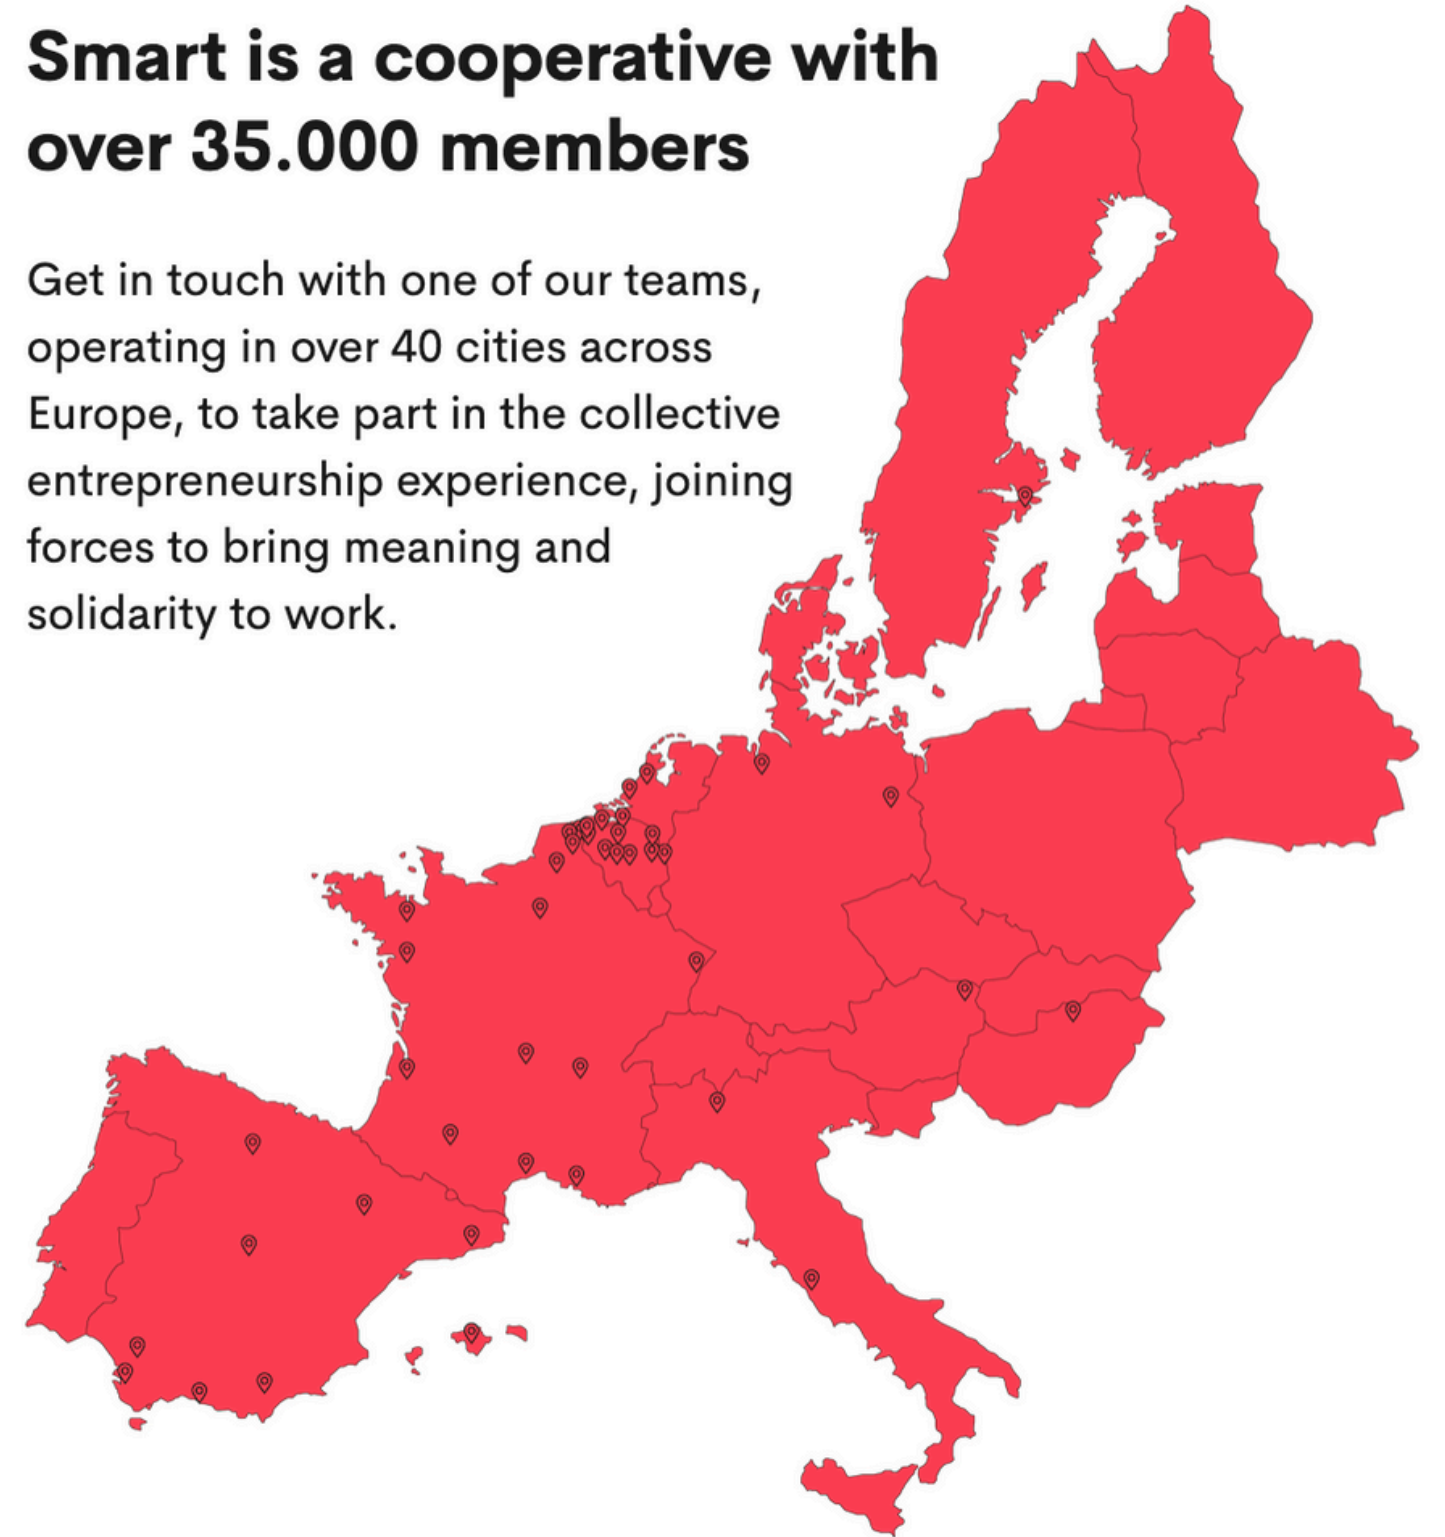 Smart is a cooperative with
over 35.000 members
Get in touch with one of our teams,
operating in over 40 cities across
Europe, to take part in the collective
entrepreneurship experience, joining
forces to bring meaning and
solidarity to work.